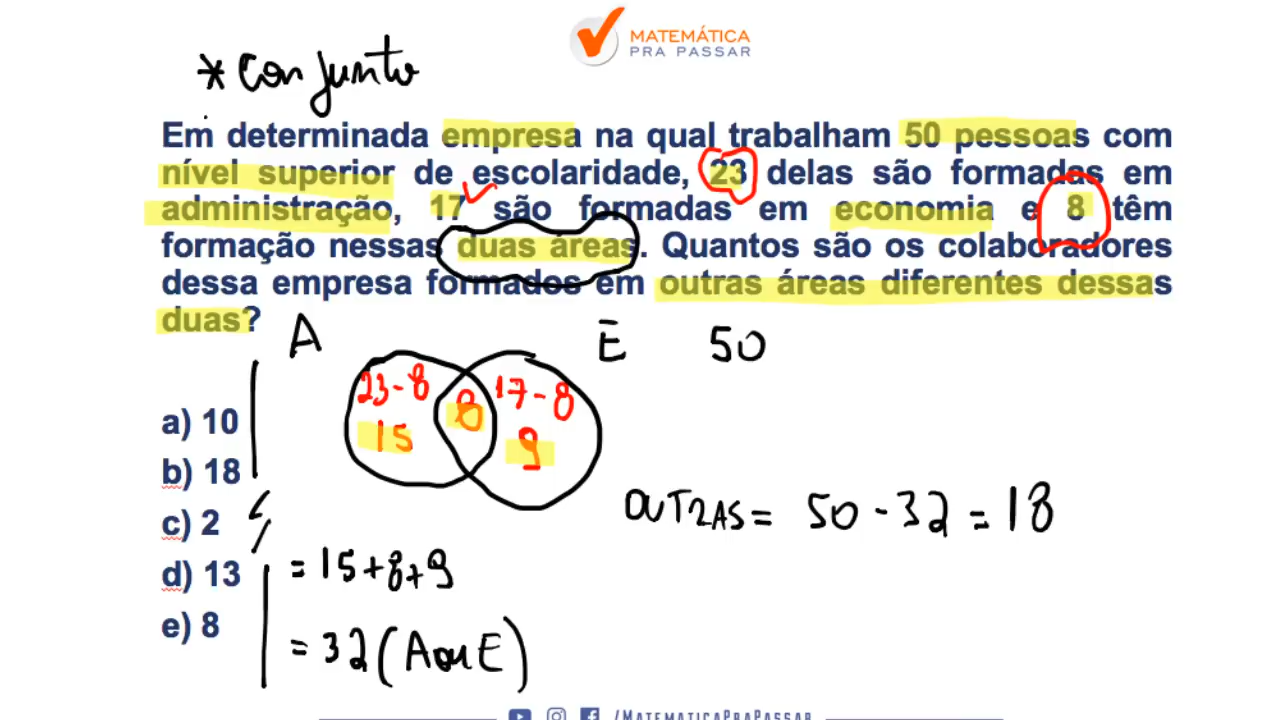 MATEMÁTICA
PRA PASSAR
* Conjunto
Em determinada empresa na qual trabalham 50 pessoas com
nível superior de escolaridade, 23 delas são formadas em
administração, 17 são formadas em economia e 8 têm
formação nessas duas áreas. Quantos são os colaboradores
dessa empresa formados em outras áreas diferentes dessas
duas?
A E 50
23-8 8 17-8
15 9
a) 10
b) 18
c) 2
d) 13
e) 8
OUTRAS = 50 - 32 = 18
= 15+8+9
= 32 (A ou E)
/MATEMATICAPRAPASSAR